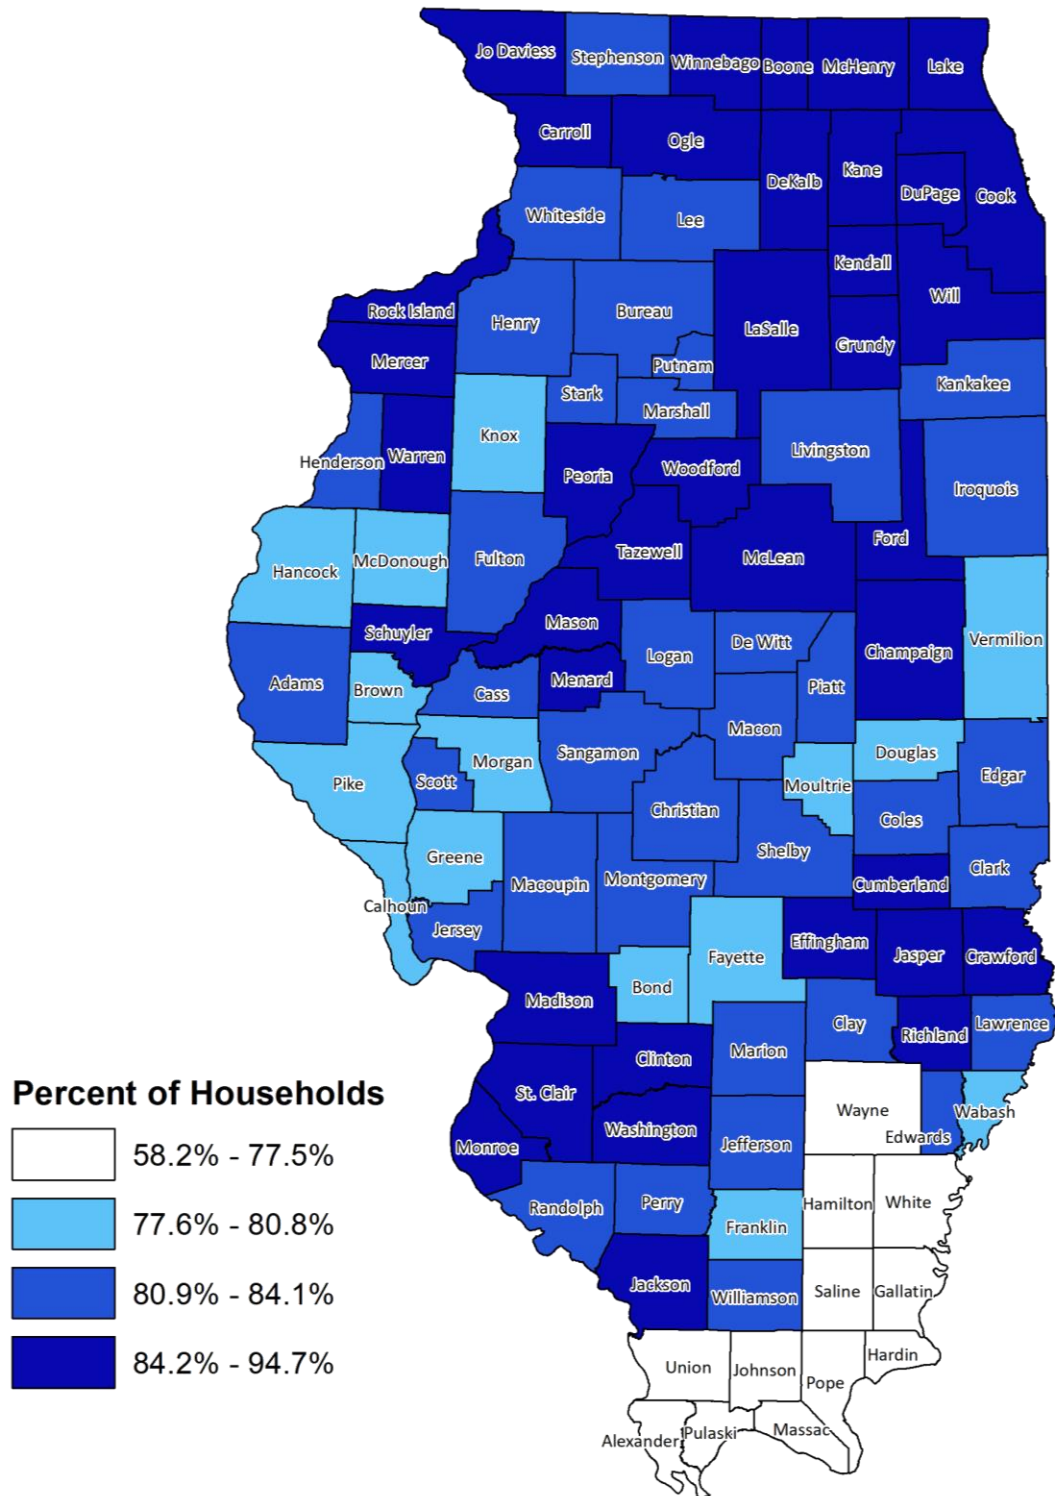 Jo Daviess
Stephenson
Winnebago
Boone
McHenry
Lake
Carroll
Ogle
DeKalb
Kane
DuPage
Cook
Whiteside
Lee
Kendall
Will
Rock Island
Henry
Bureau
LaSalle
Grundy
Mercer
Putnam
Kankakee
Stark
Marshall
Henderson
Warren
Knox
Peoria
Woodford
Livingston
Iroquois
Hancock
McDonough
Fulton
Tazewell
McLean
Ford
Schuyler
Mason
Logan
De Witt
Champaign
Vermilion
Adams
Brown
Cass
Menard
Piatt
Macon
Pike
Scott
Morgan
Sangamon
Christian
Moultrie
Douglas
Edgar
Coles
Greene
Macoupin
Montgomery
Shelby
Cumberland
Clark
Calhoun
Jersey
Fayette
Effingham
Jasper
Crawford
Bond
Madison
Clinton
Marion
Clay
Richland
Lawrence
St. Clair
Washington
Monroe
Wayne
Edwards
Wabash
Jefferson
Randolph
Perry
Franklin
Hamilton
White
Jackson
Williamson
Saline
Gallatin
Union
Johnson
Pope
Hardin
Alexander
Pulaski
Massac
Percent of Households
58.2% - 77.5%
77.6% - 80.8%
80.9% - 84.1%
84.2% - 94.7%